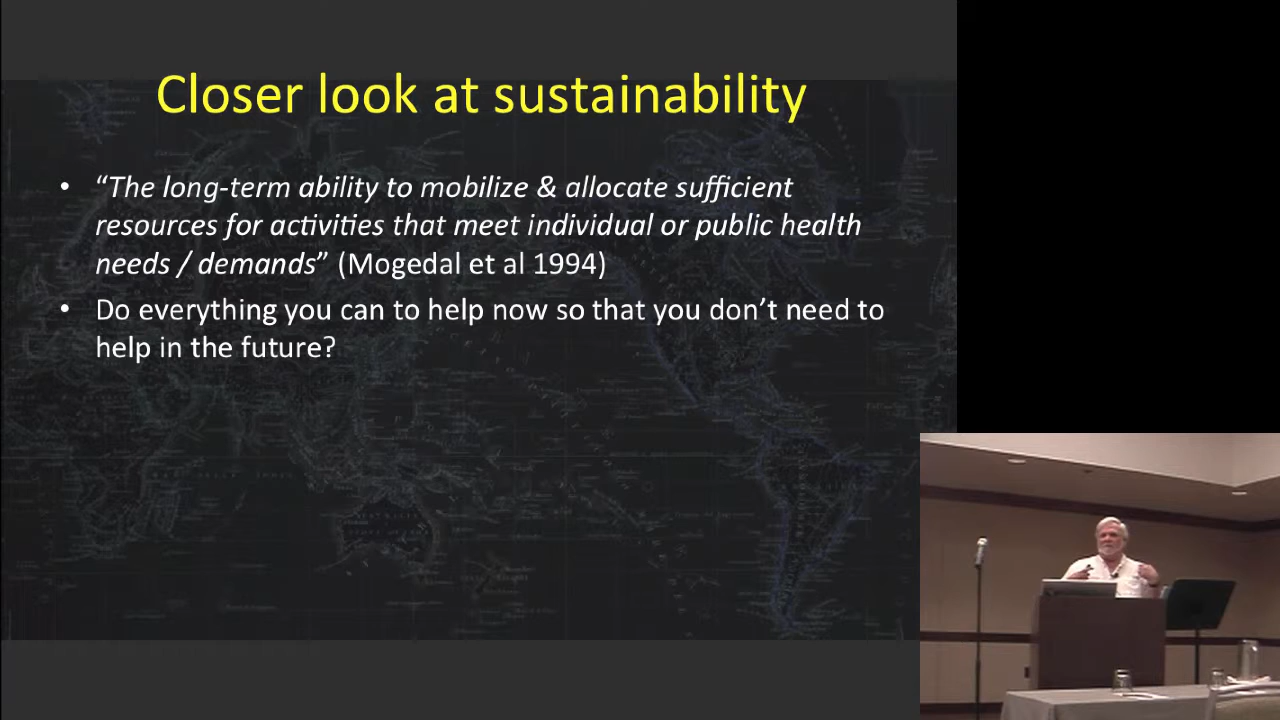 Closer look at sustainability
• “The long-term ability to mobilize & allocate sufficient
resources for activities that meet individual or public health
needs / demands” (Mogedal et al 1994)
• Do everything you can to help now so that you don’t need to
help in the future?